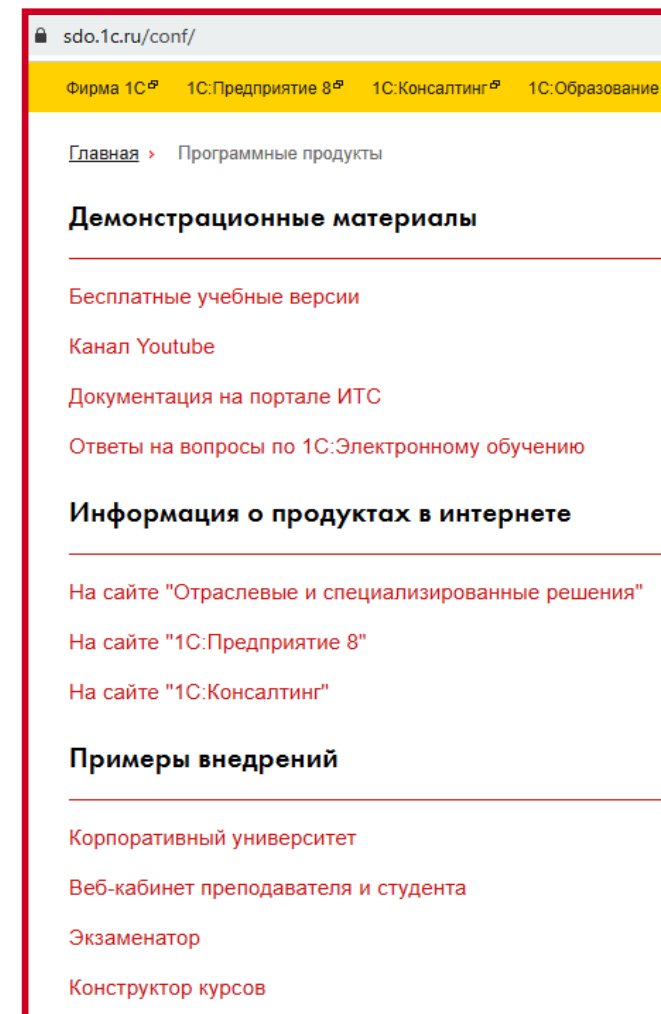 sdo.1c.ru/conf/
Фирма 1С 1С:Предприятие 8 1С:Консалтинг 1С:Образование
Главная › Программные продукты
Демонстрационные материалы
Бесплатные учебные версии
Канал Youtube
Документация на портале ИТС
Ответы на вопросы по 1С:Электронному обучению
Информация о продуктах в интернете
На сайте "Отраслевые и специализированные решения"
На сайте "1С:Предприятие 8"
На сайте "1С:Консалтинг"
Примеры внедрений
Корпоративный университет
Веб-кабинет преподавателя и студента
Экзаменатор
Конструктор курсов